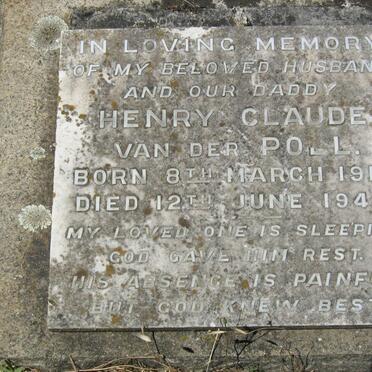 IN LOVING MEMORY
OF MY BELOVED HUSBAN
AND OUR DADDY
HENRY CLAUDE
VAN DER POLL.
BORN 8TH MARCH 191
DIED 12TH JUNE 194
MY LOVED ONE IS SLEEPI
GOD GAVE HIM REST.
HIS ABSENCE IS PAINF
BUT GOD KNEW BEST